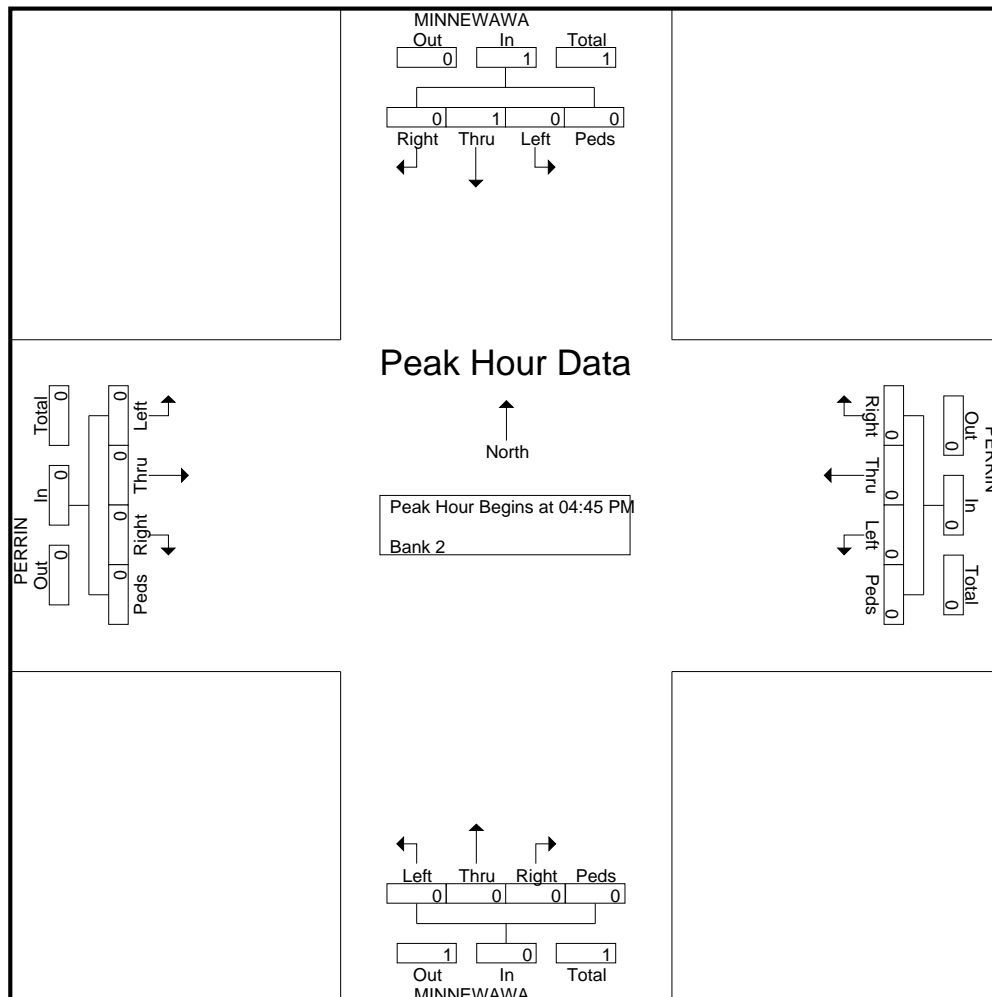 MINNEWAWA
Out In Total
0 1 1
0 1 0 0
Right Thru Left Peds
Peak Hour Data
North
Peak Hour Begins at 04:45 PM
Bank 2
PERRIN
Out In Total
0 0 0
Left Thru Right Peds
0 0 0 0
PERRIN
Out In Total
0 0 0
Right Thru Left Peds
0 0 0 0
Left Thru Right Peds
0 0 0 0
1 0 1
Out In Total
MINNEWAWA